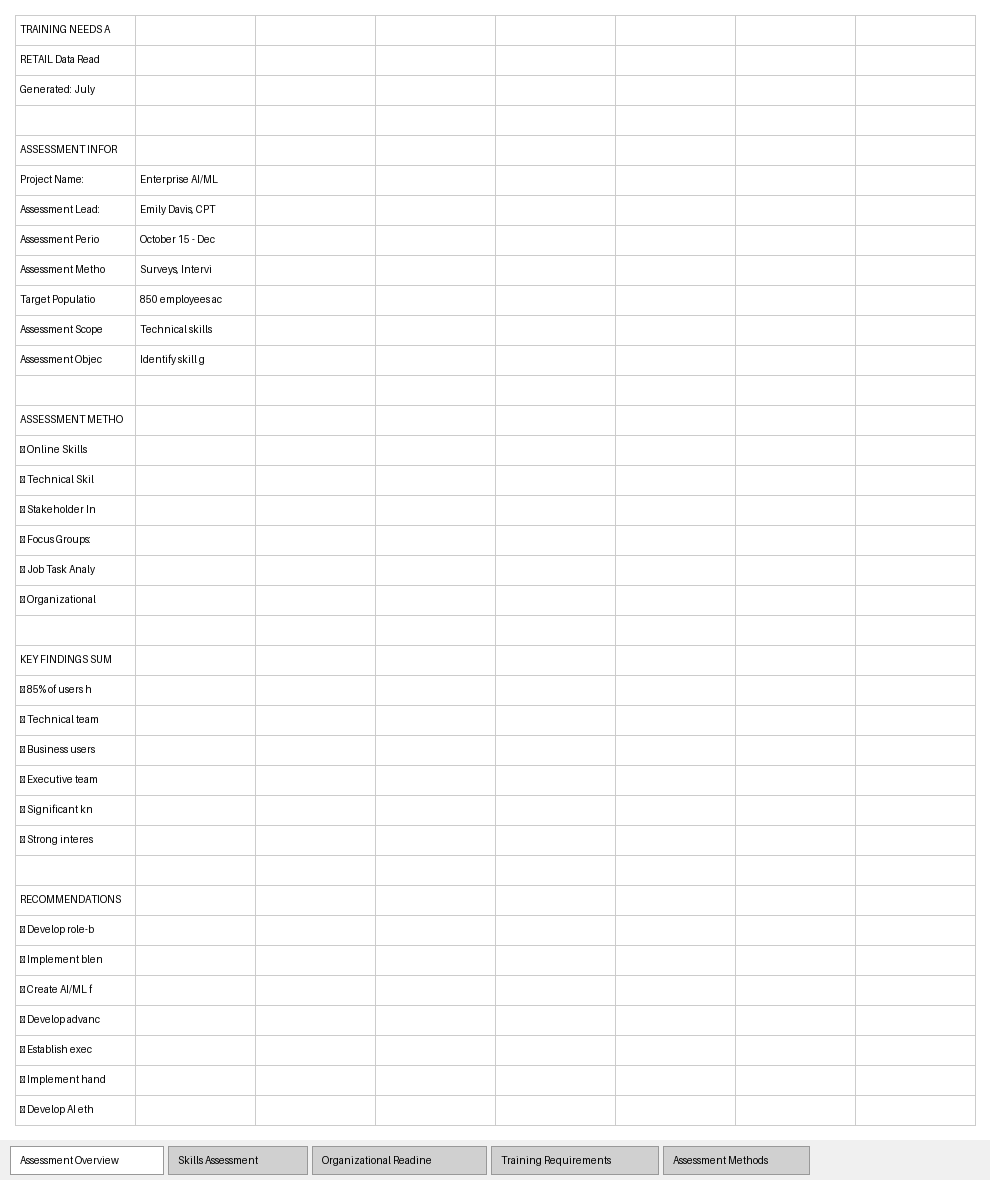 TRAINING NEEDS A
RETAIL Data Read
Generated: July
ASSESSMENT INFOR
Project Name: Enterprise AI/ML
Assessment Lead: Emily Davis, CPT
Assessment Perio October 15 - Dec
Assessment Metho Surveys, Intervi
Target Populatio 850 employees ac
Assessment Scope Technical skills
Assessment Objec Identify skill g
ASSESSMENT METHO
Online Skills
Technical Skil
Stakeholder In
Focus Groups:
Job Task Analy
Organizational
KEY FINDINGS SUM
85% of users h
Technical team
Business users
Executive team
Significant kn
Strong interes
RECOMMENDATIONS
Develop role-b
Implement blen
Create AI/ML f
Develop advanc
Establish exec
Implement hand
Develop AI eth
Assessment Overview Skills Assessment Organizational Readine Training Requirements Assessment Methods